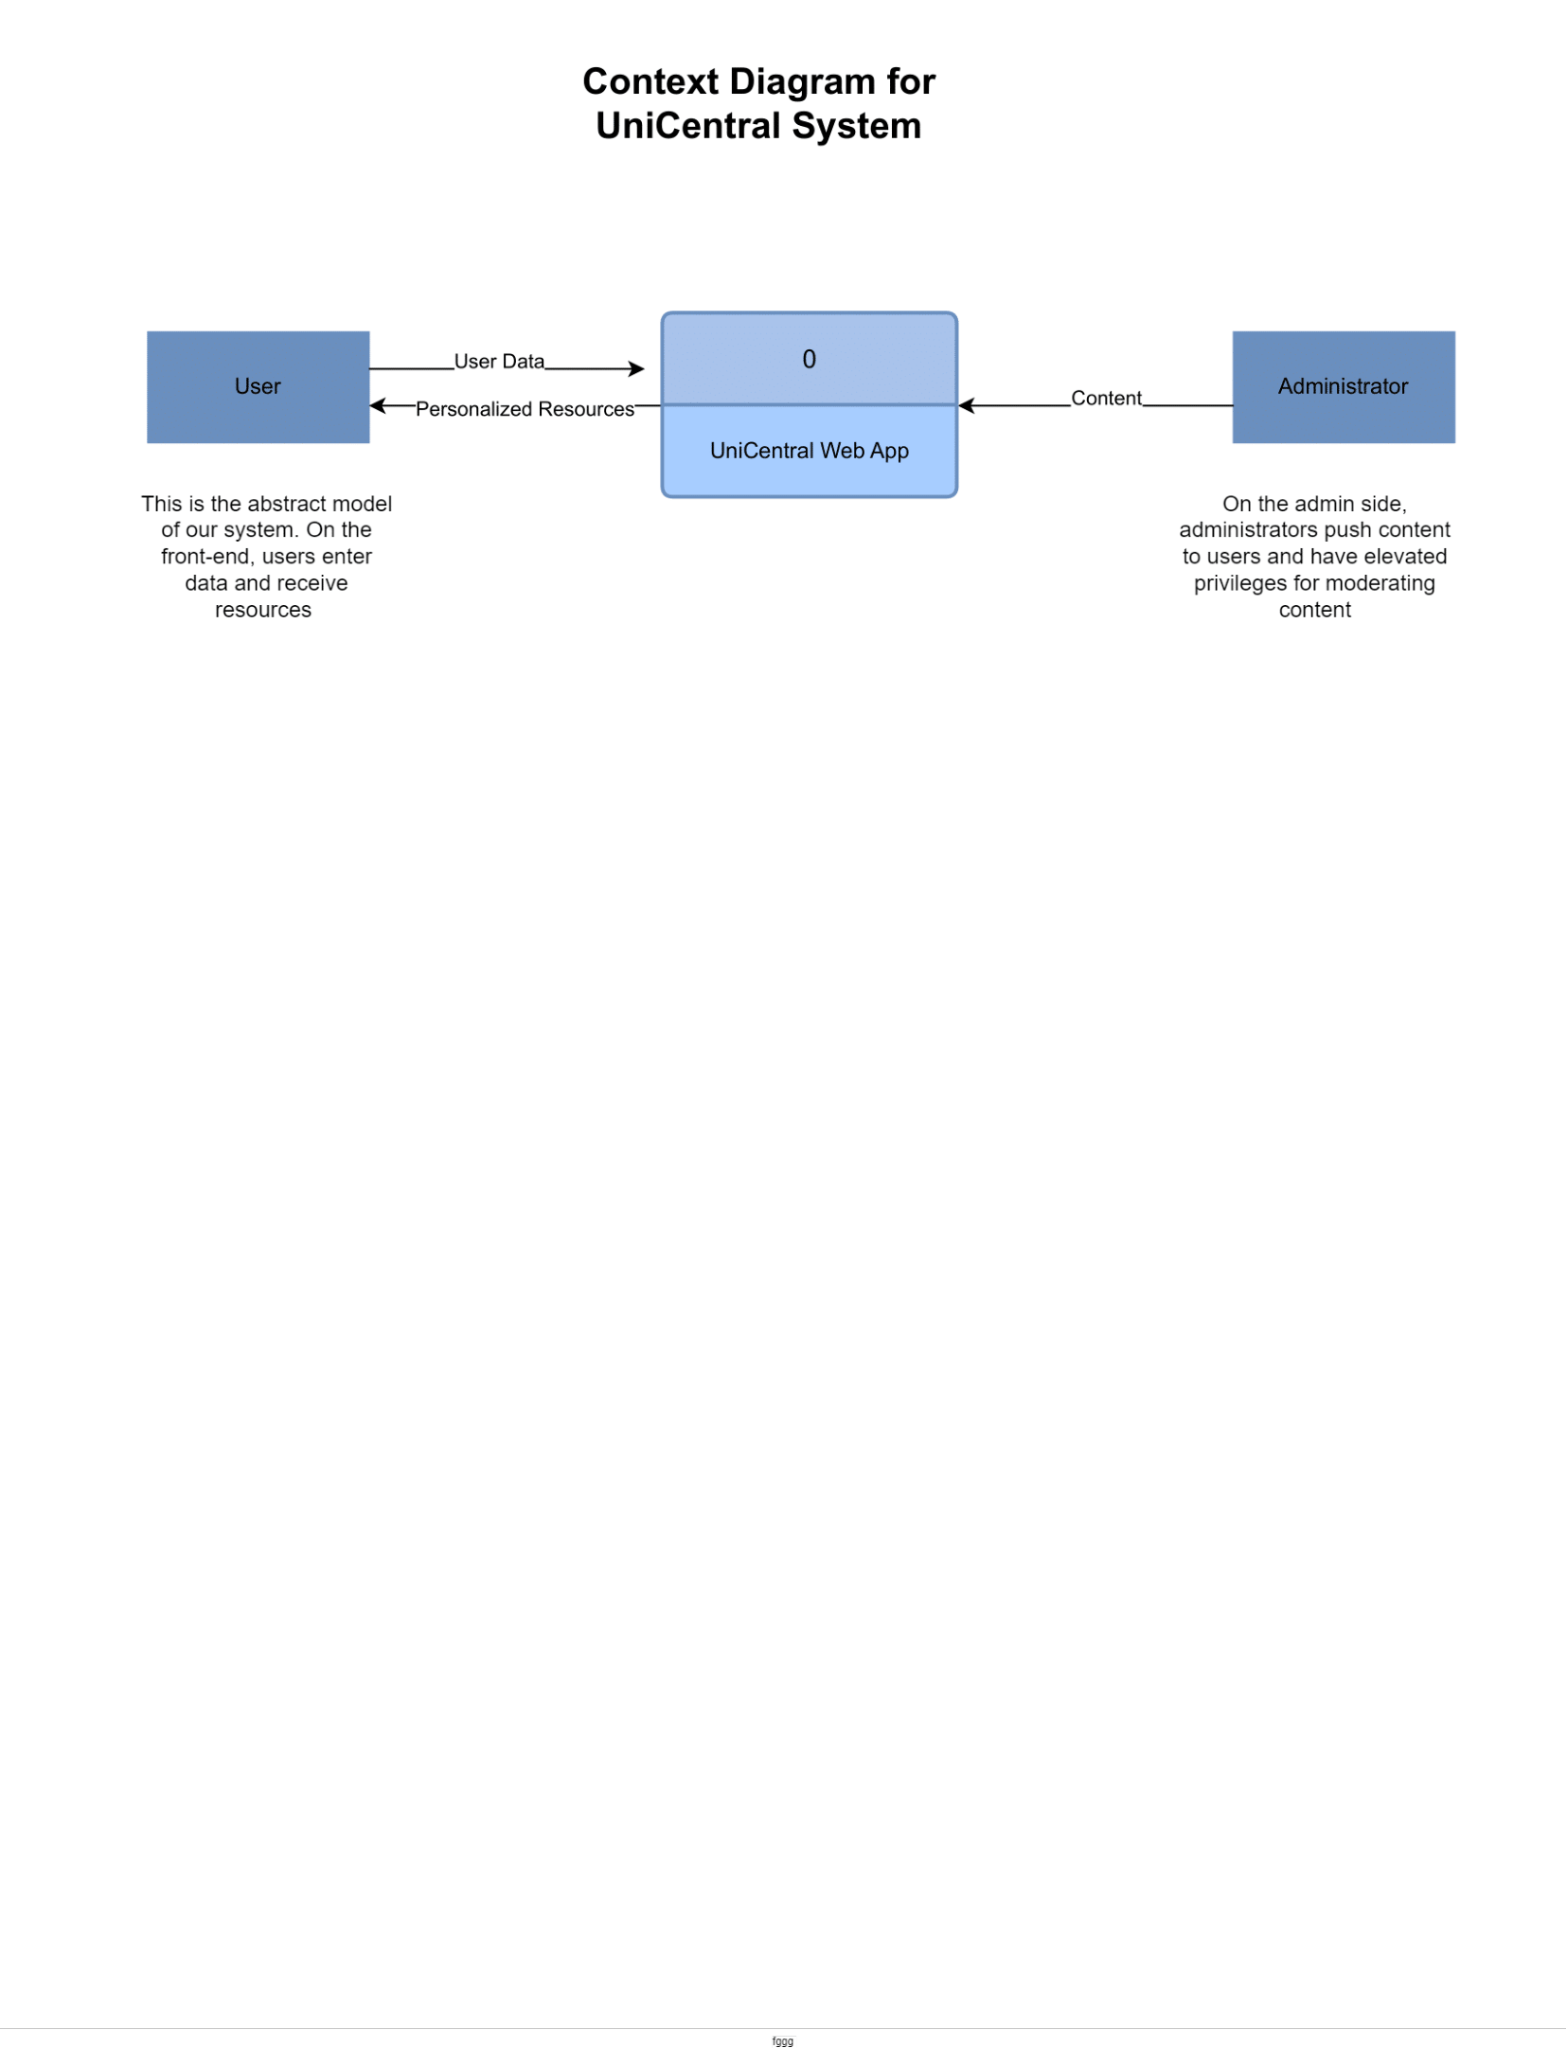 Context Diagram for
UniCentral System
0
User Data
User
Administrator
Content
Personalized Resources
UniCentral Web App
This is the abstract model
of our system. On the
front-end, users enter
data and receive
resources
On the admin side,
administrators push content
to users and have elevated
privileges for moderating
content
fggg